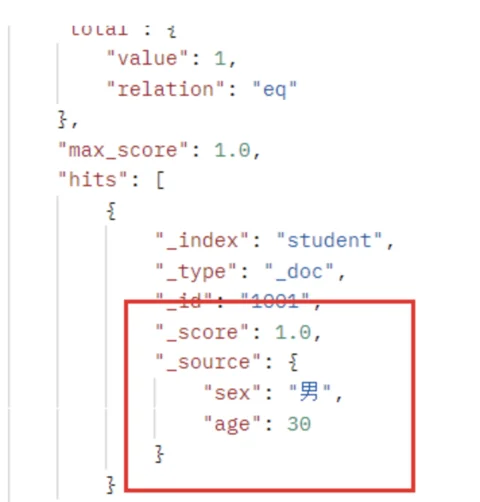 "total": {
"value": 1,
"relation": "eq"
},
"max_score": 1.0,
"hits": [
{
"_index": "student",
"_type": "_doc",
"_id": "1001",
"_score": 1.0,
"_source": {
"sex": "男",
"age": 30
}
}